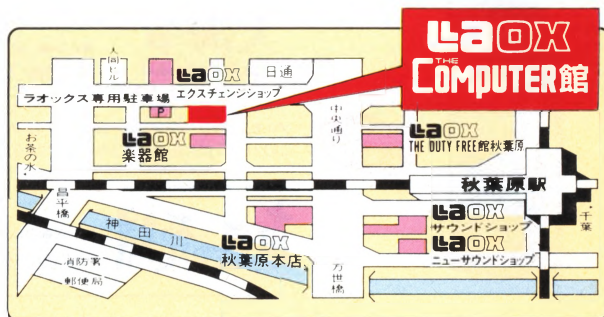 LaOX
THE
COMPUTER館
大同ビル
LaOX
エクスチェンジショップ
日通
ラオックス専用駐車場
P
中央通り
お茶の水
LaOX
楽器館
LaOX
THE DUTY FREE館秋葉原
秋葉原駅
昌平橋
神田川
LaOX
サウンドショップ
千葉
LaOX
秋葉原本店
LaOX
ニューサウンドショップ
消防署
郵便局
万世橋